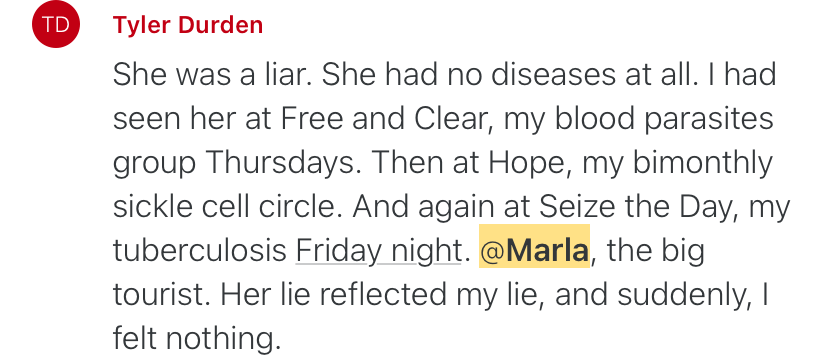 TD
Tyler Durden
She was a liar. She had no diseases at all. I had
seen her at Free and Clear, my blood parasites
group Thursdays. Then at Hope, my bimonthly
sickle cell circle. And again at Seize the Day, my
tuberculosis Friday night. @Marla, the big
tourist. Her lie reflected my lie, and suddenly, I
felt nothing.